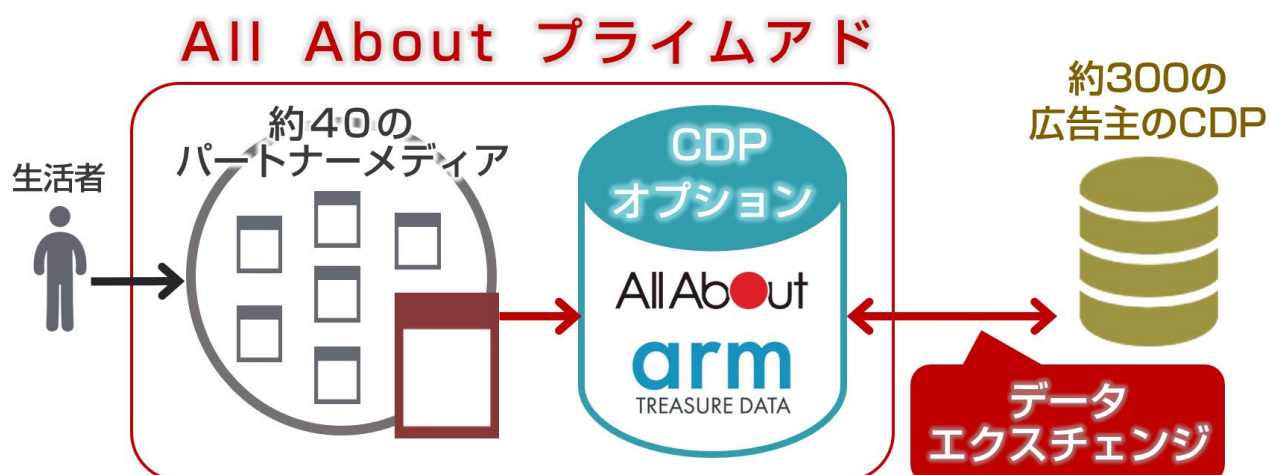 All About プライムアド
約40の
パートナーメディア
生活者
CDP
オプション
All About
arm
TREASURE DATA
約300の
広告主のCDP
データ
エクスチェンジ